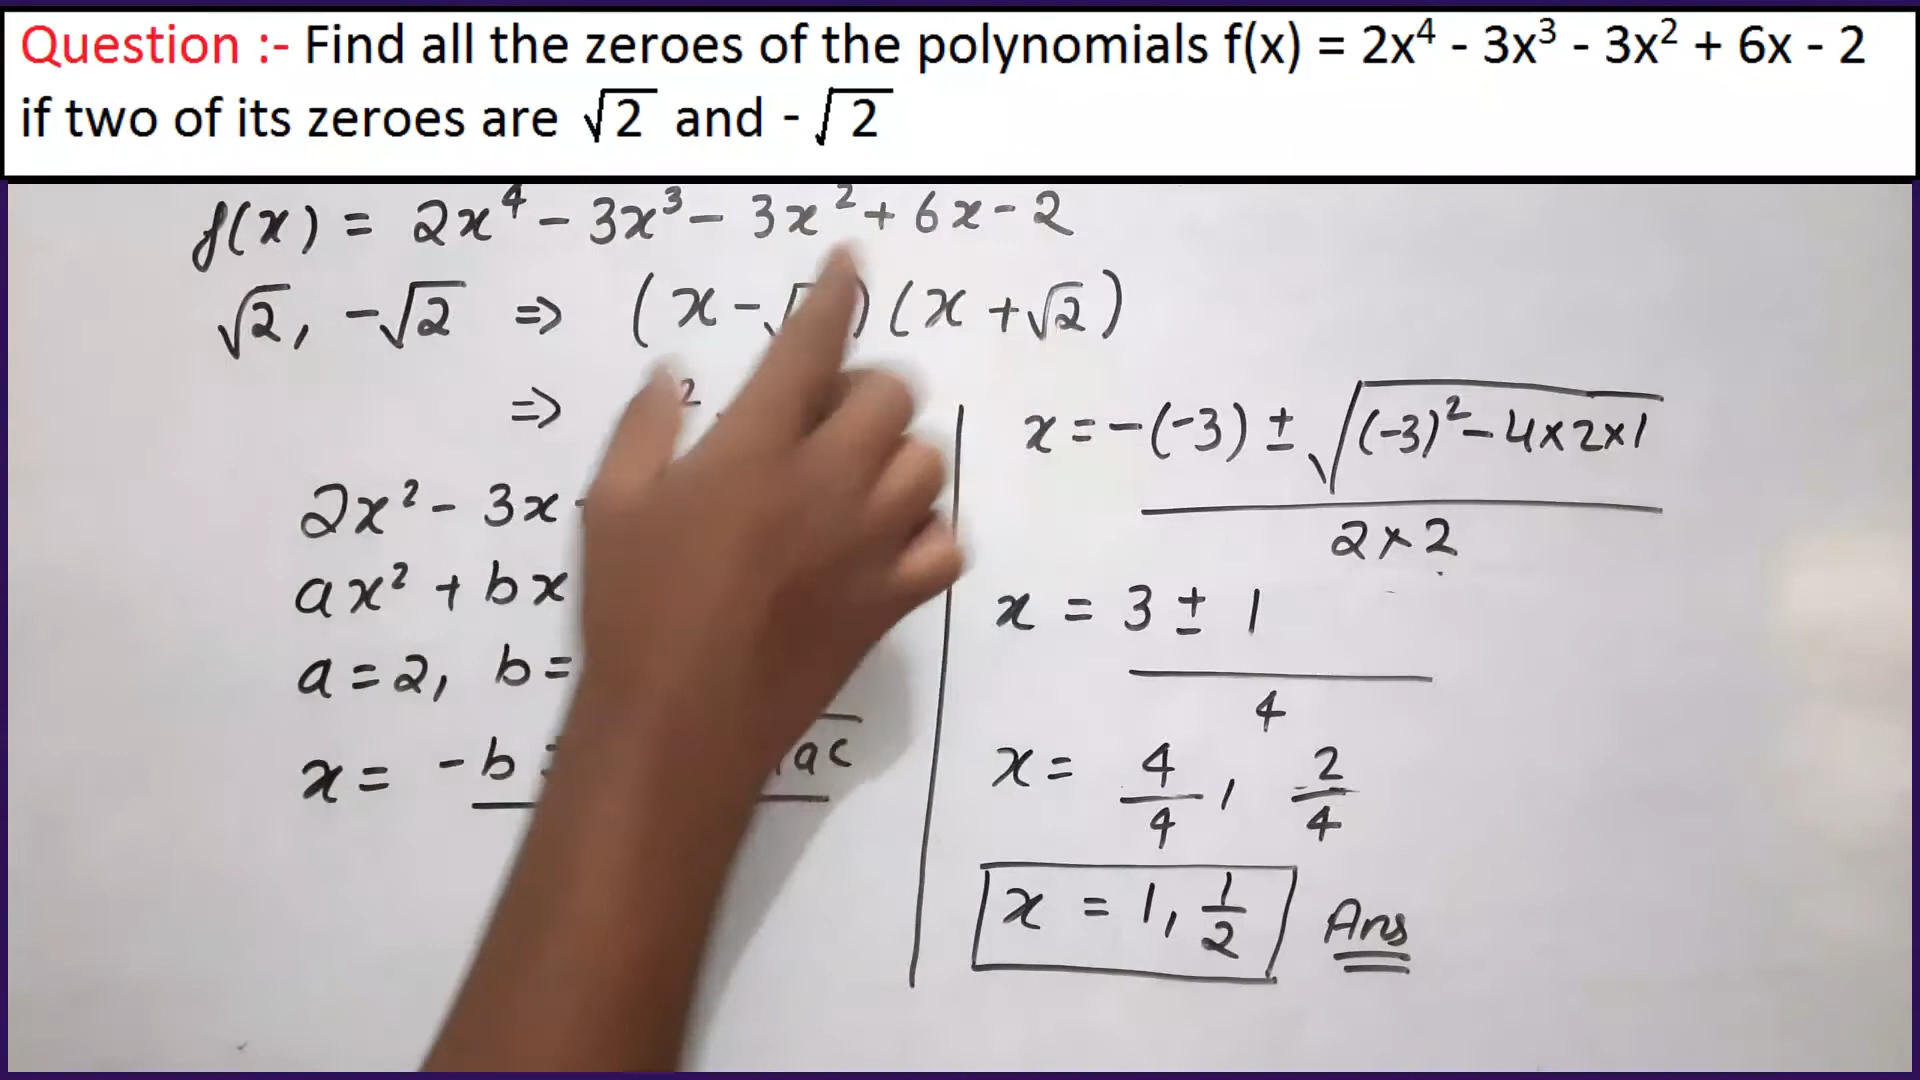 Question :- Find all the zeroes of the polynomials f(x) = 2x⁴ - 3x³ - 3x² + 6x - 2
if two of its zeroes are √2 and -√2
f(x) = 2x⁴ - 3x³ - 3x² + 6x - 2
√2, -√2 ⇒ (x - √ ) (x + √2)
⇒ ²
2x² - 3x
ax² + bx
a = 2, b =
x = -b ac
x = -(-3) ± √(-3)² - 4×2×1
2×2
x = 3 ± 1
4
x = 4/4, 2/4
x = 1, 1/2 Ans